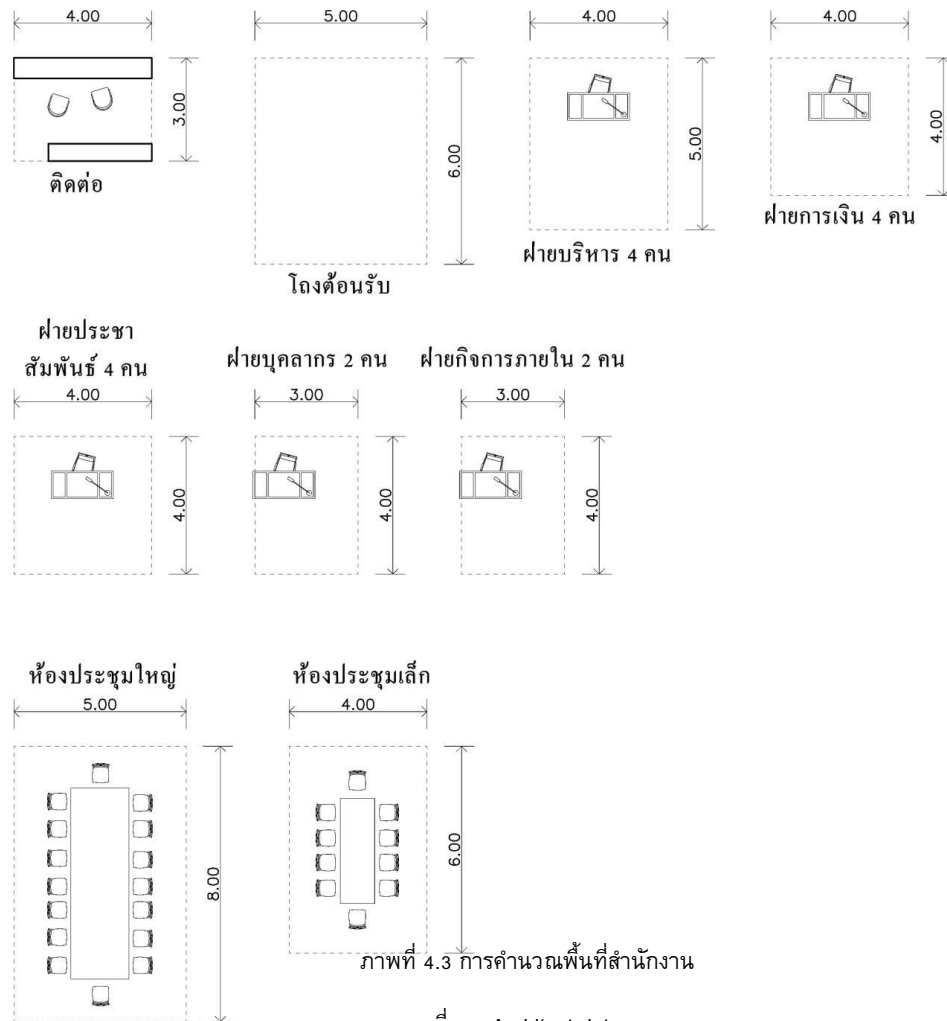 4.00
5.00
4.00
4.00
3.00
6.00
5.00
4.00
ติดต่อ
โถงต้อนรับ
ฝ่ายบริหาร 4 คน
ฝ่ายการเงิน 4 คน
ฝ่ายประชา
สัมพันธ์ 4 คน
ฝ่ายบุคลากร 2 คน
ฝ่ายกิจการภายใน 2 คน
4.00
3.00
3.00
4.00
4.00
4.00
ห้องประชุมใหญ่
ห้องประชุมเล็ก
5.00
4.00
8.00
6.00
ภาพที่ 4.3 การคำนวณพื้นที่สำนักงาน